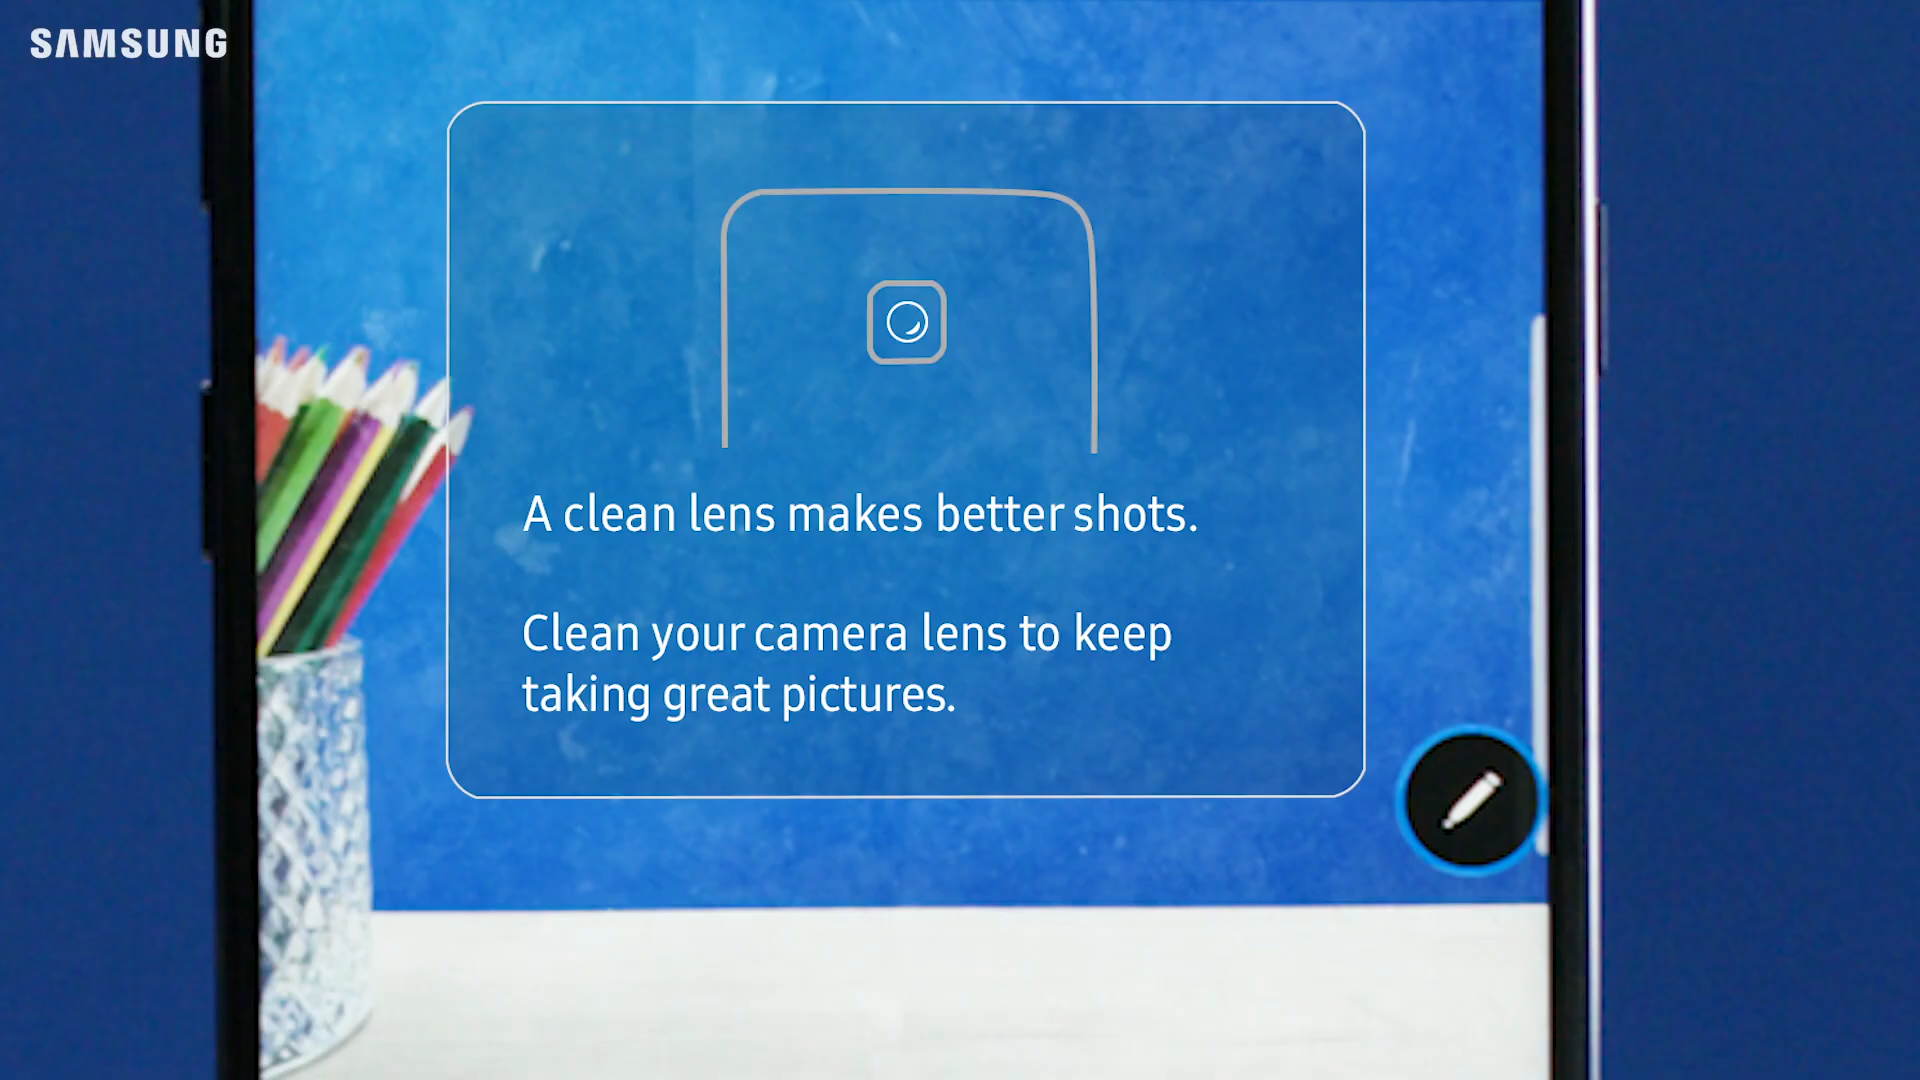 SAMSUNG
A clean lens makes better shots.
Clean your camera lens to keep
taking great pictures.